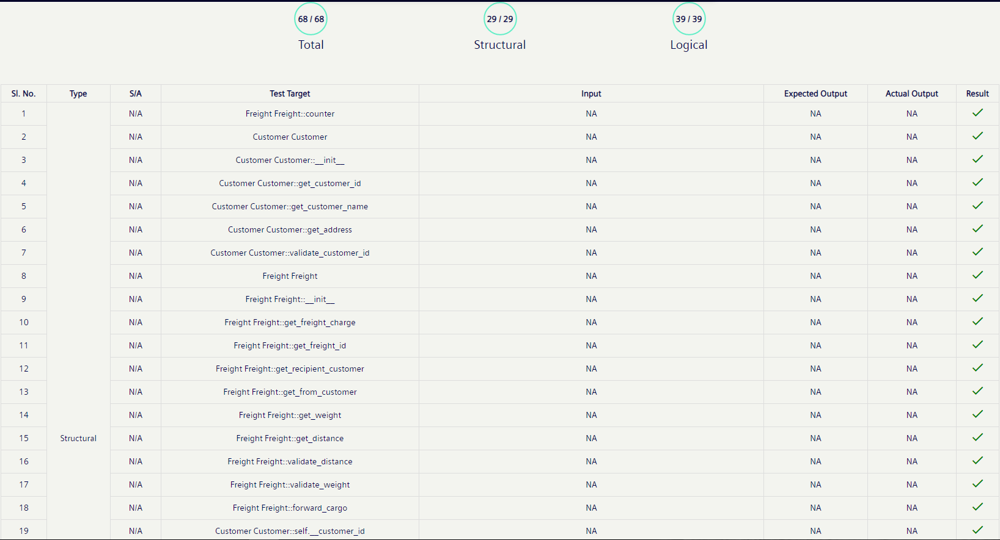 68 / 68 29 / 29 39 / 39
Total Structural Logical
Sl. No. Type S/A Test Target Input Expected Output Actual Output Result
1 N/A Freight Freight::counter NA NA NA
2 N/A Customer Customer NA NA NA
3 N/A Customer Customer::__init__ NA NA NA
4 N/A Customer Customer::get_customer_id NA NA NA
5 N/A Customer Customer::get_customer_name NA NA NA
6 N/A Customer Customer::get_address NA NA NA
7 N/A Customer Customer::validate_customer_id NA NA NA
8 N/A Freight Freight NA NA NA
9 N/A Freight Freight::__init__ NA NA NA
10 N/A Freight Freight::get_freight_charge NA NA NA
11 N/A Freight Freight::get_freight_id NA NA NA
12 N/A Freight Freight::get_recipient_customer NA NA NA
13 N/A Freight Freight::get_from_customer NA NA NA
14 N/A Freight Freight::get_weight NA NA NA
15 Structural N/A Freight Freight::get_distance NA NA NA
16 N/A Freight Freight::validate_distance NA NA NA
17 N/A Freight Freight::validate_weight NA NA NA
18 N/A Freight Freight::forward_cargo NA NA NA
19 N/A Customer Customer::self.__customer_id NA NA NA